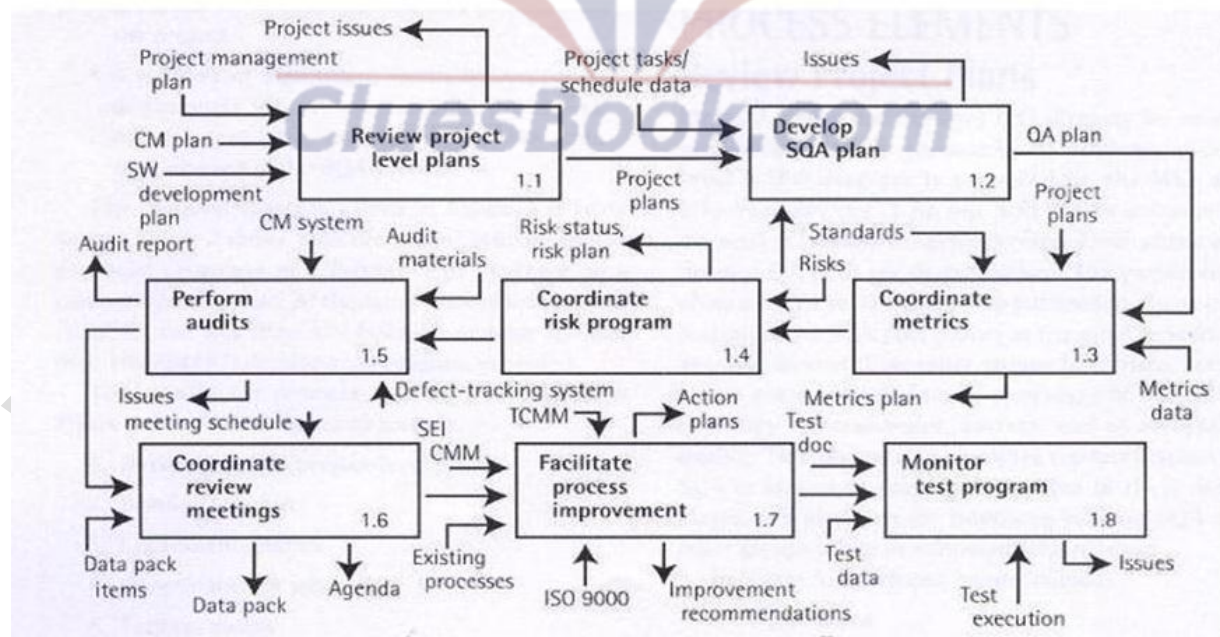 PROCESS ELEMENTS
Project issues
Project management
plan
Project tasks/
schedule data
Issues
CluesBook.com
CM plan
SW
development
plan
Review project
level plans
1.1
Project
plans
Develop
SQA plan
1.2
QA plan
Project
plans
Audit report
CM system
Audit
materials
Risk status,
risk plan
Standards
Risks
Perform
audits
1.5
Coordinate
risk program
1.4
Coordinate
metrics
1.3
Issues
meeting schedule
Defect-tracking system
TCMM
Action
plans
Metrics plan
Metrics
data
SEI
CMM
Test
doc
Coordinate
review
meetings
1.6
Facilitate
process
improvement
1.7
Monitor
test program
1.8
Data pack
items
Data pack
Agenda
Existing
processes
ISO 9000
Improvement
recommendations
Test
data
Test
execution
Issues